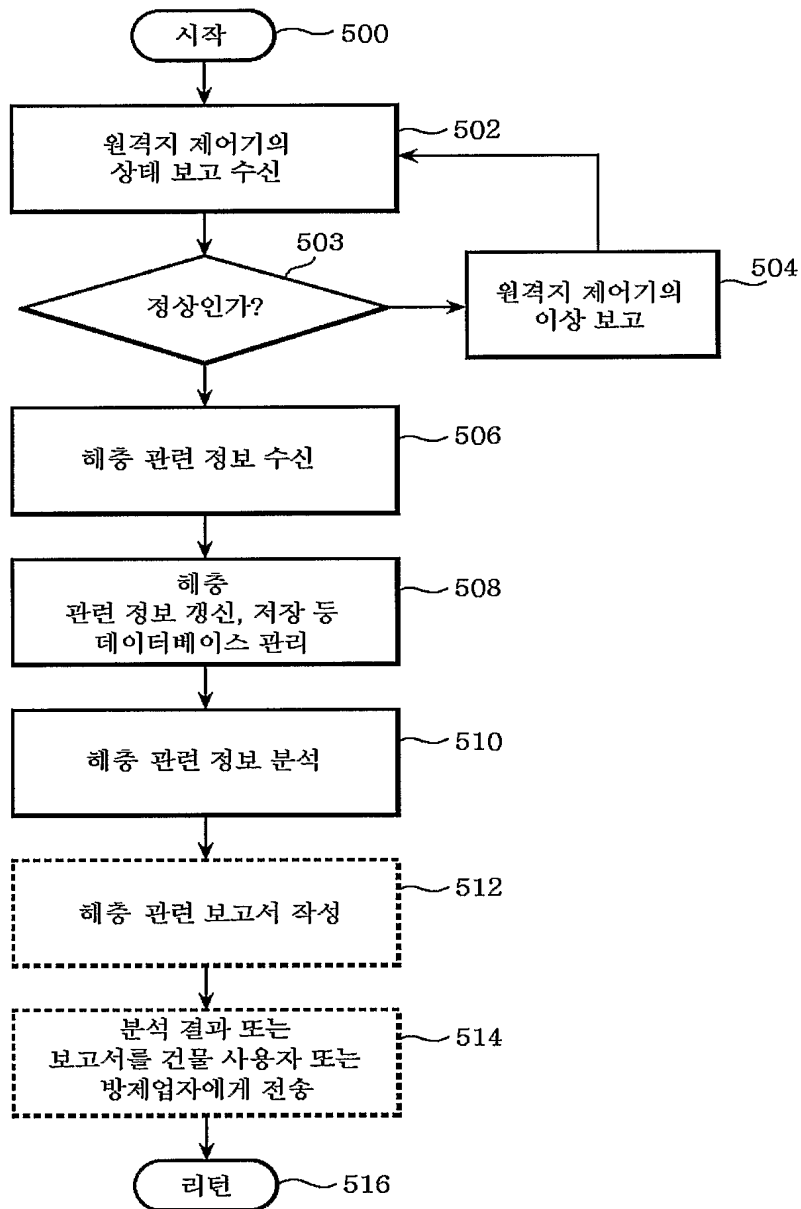 시작
500
원격지 제어기의
상태 보고 수신
502
정상인가?
503
원격지 제어기의
이상 보고
504
해충 관련 정보 수신
506
해충
관련 정보 갱신, 저장 등
데이터베이스 관리
508
해충 관련 정보 분석
510
해충 관련 보고서 작성
512
분석 결과 또는
보고서를 건물 사용자 또는
방제업자에게 전송
514
리턴
516